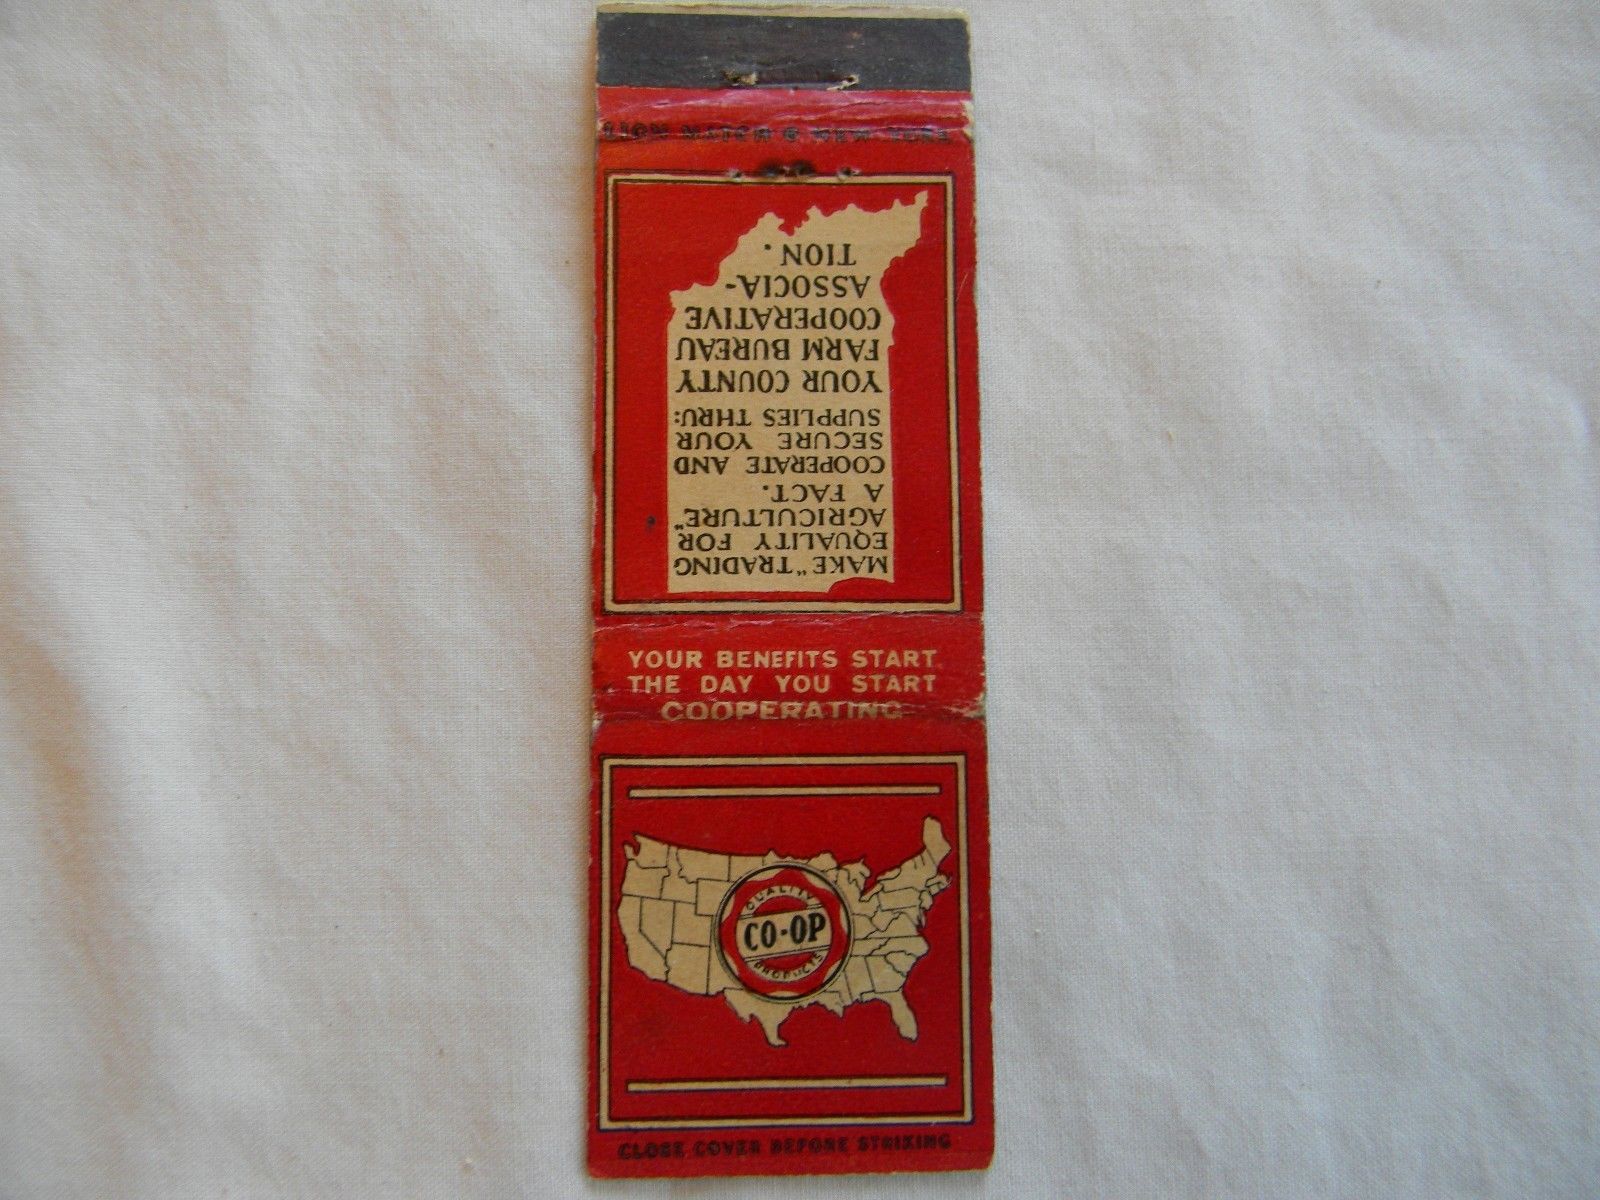 LION MATCH © NEW YORK
MAKE "TRADING
EQUALITY FOR
AGRICULTURE"
A FACT.
COOPERATE AND
SECURE YOUR
SUPPLIES THRU:
YOUR COUNTY
FARM BUREAU
COOPERATIVE
ASSOCIA-
TION.
YOUR BENEFITS START
THE DAY YOU START
COOPERATING
QUALITY
CO-OP
PRODUCTS
CLOSE COVER BEFORE STRIKING